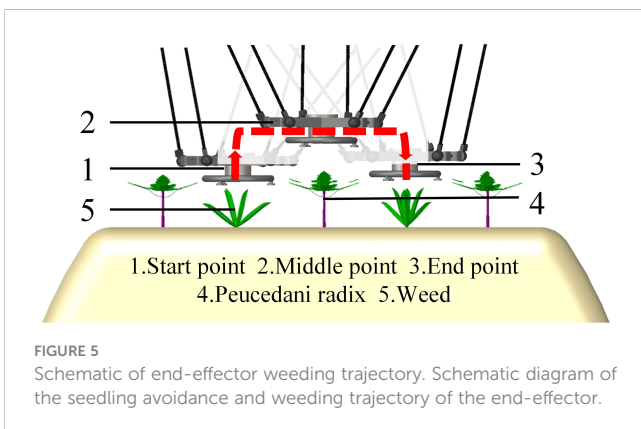 2
1
3
5
4
1.Start point 2.Middle point 3.End point
4.Peucedani radix 5.Weed
FIGURE 5
Schematic of end-effector weeding trajectory. Schematic diagram of
the seedling avoidance and weeding trajectory of the end-effector.